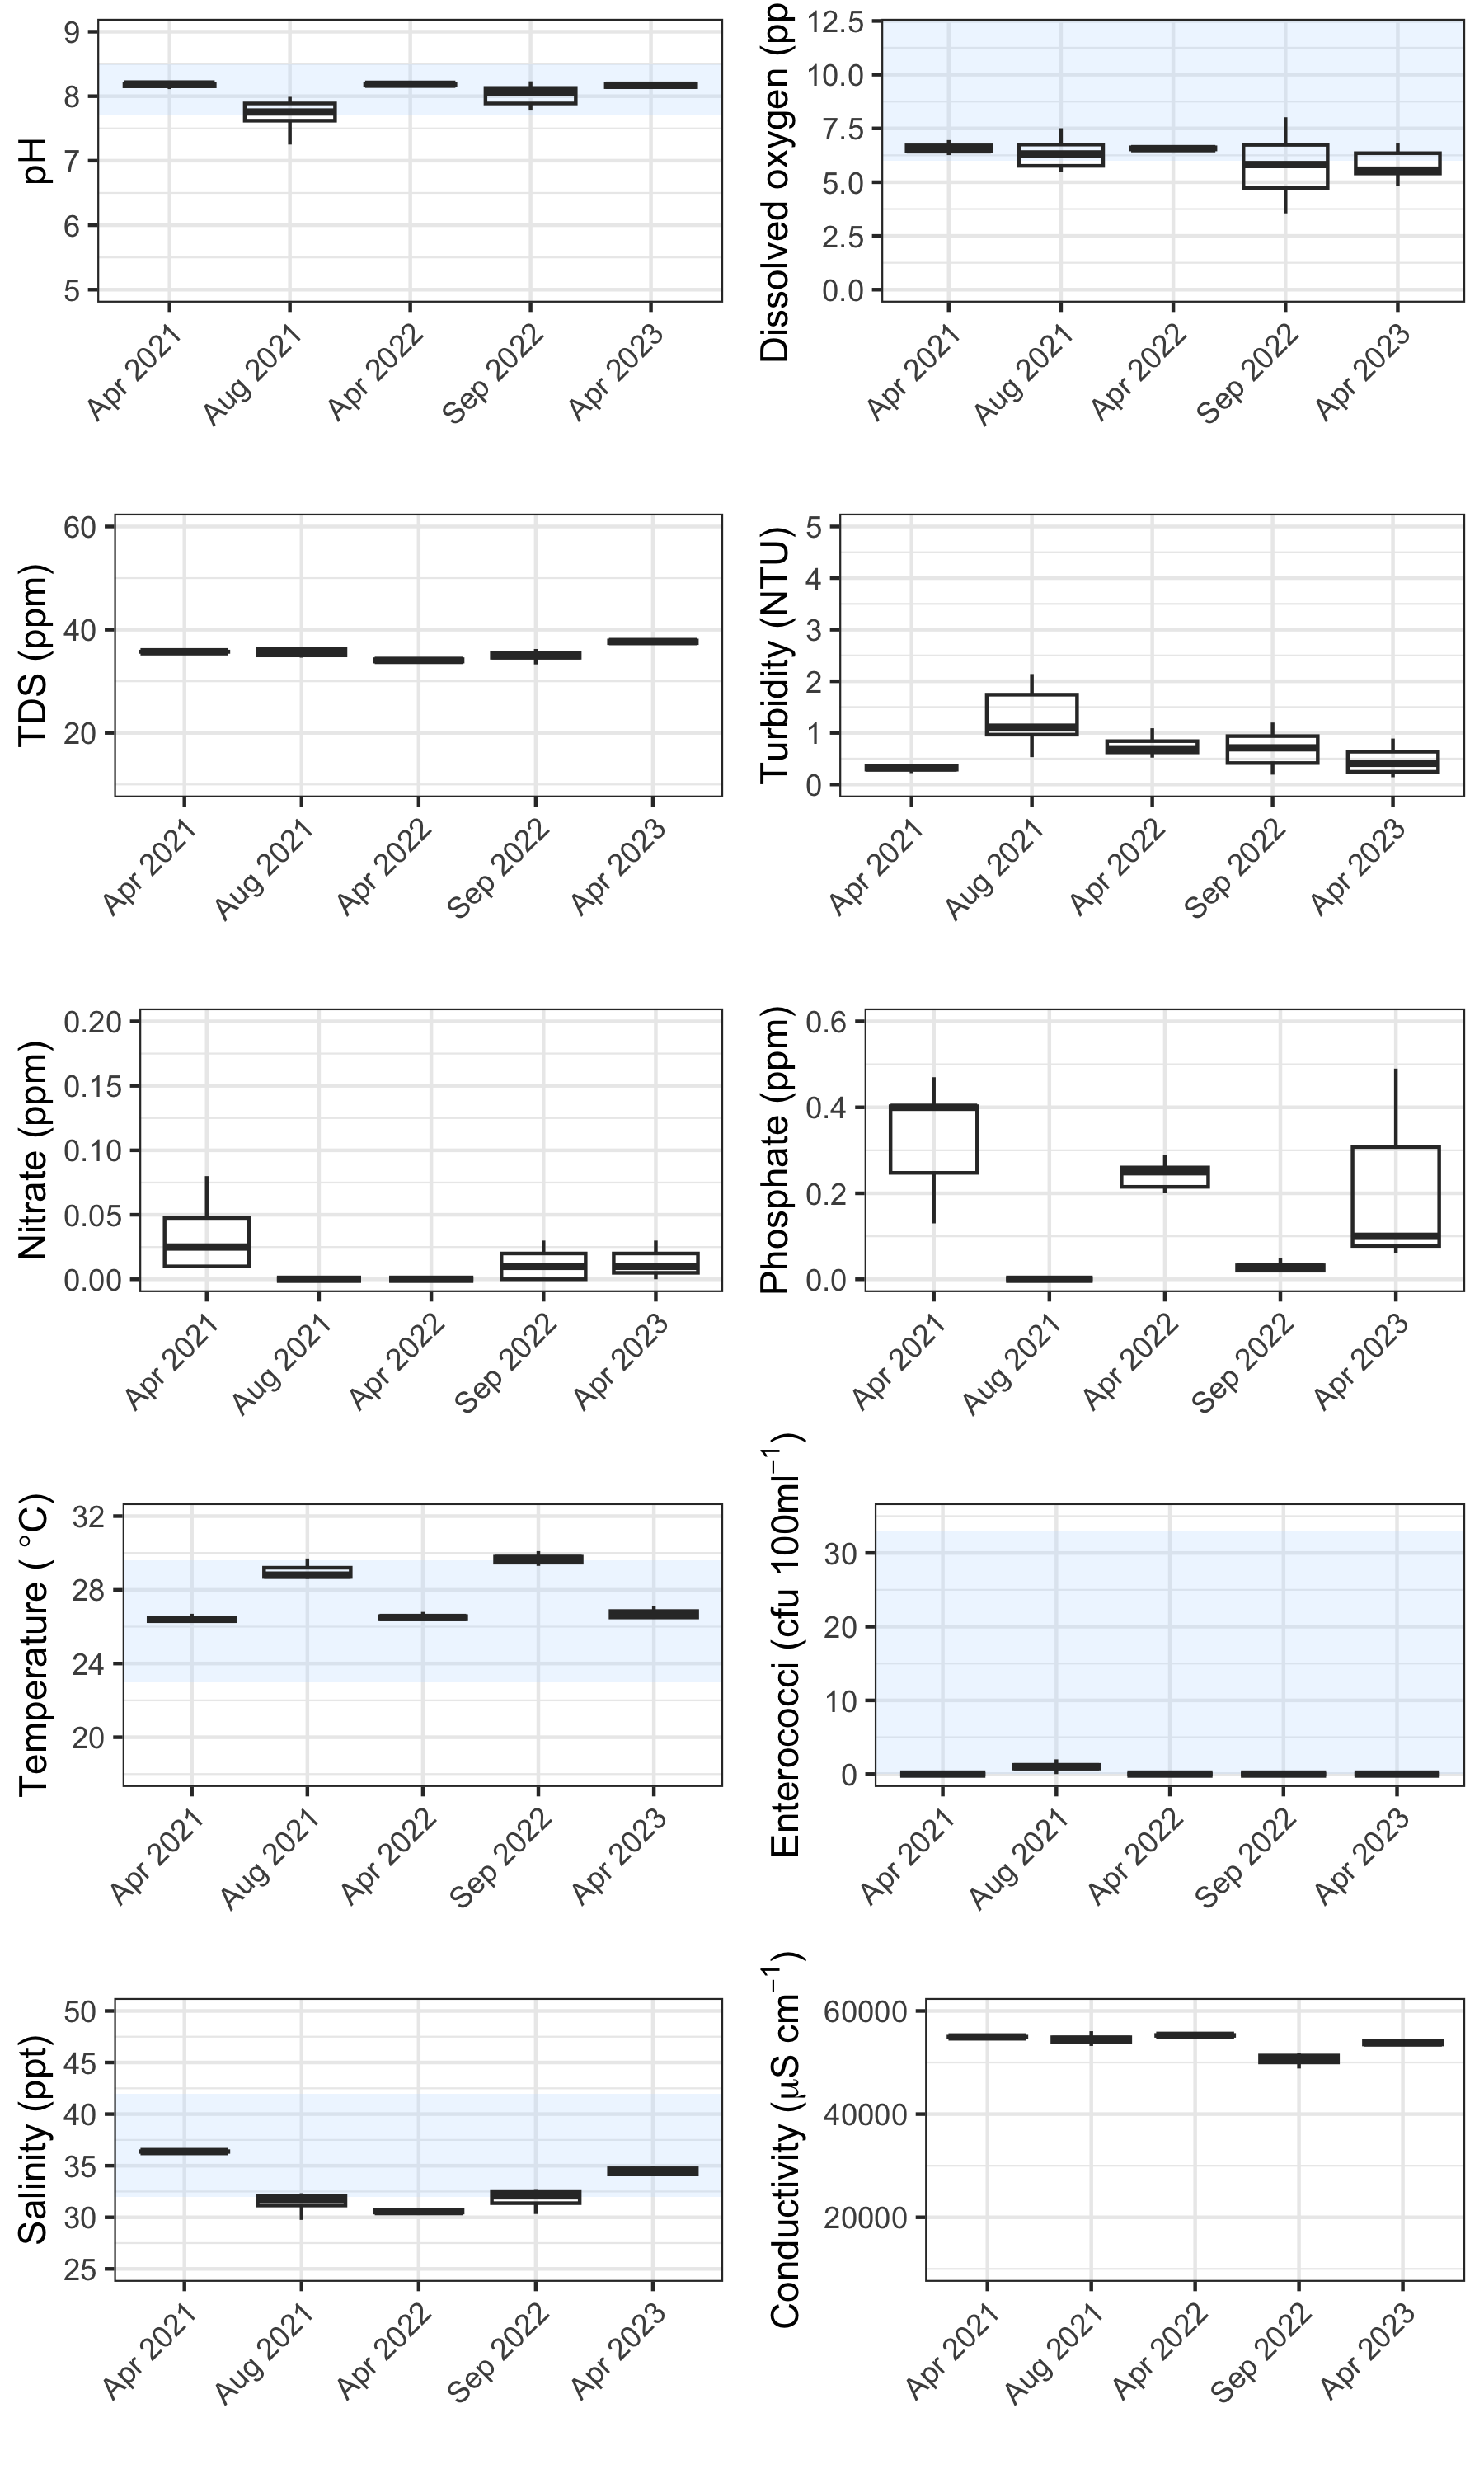 pH
9
8
7
6
5
Apr 2021
Aug 2021
Apr 2022
Sep 2022
Apr 2023
Dissolved oxygen (pp
12.5
10.0
7.5
5.0
2.5
0.0
Apr 2021
Aug 2021
Apr 2022
Sep 2022
Apr 2023
TDS (ppm)
60
40
20
Apr 2021
Aug 2021
Apr 2022
Sep 2022
Apr 2023
Turbidity (NTU)
5
4
3
2
1
0
Apr 2021
Aug 2021
Apr 2022
Sep 2022
Apr 2023
Nitrate (ppm)
0.20
0.15
0.10
0.05
0.00
Apr 2021
Aug 2021
Apr 2022
Sep 2022
Apr 2023
Phosphate (ppm)
0.6
0.4
0.2
0.0
Apr 2021
Aug 2021
Apr 2022
Sep 2022
Apr 2023
Temperature ( °C)
32
28
24
20
Apr 2021
Aug 2021
Apr 2022
Sep 2022
Apr 2023
Enterococci (cfu 100ml⁻¹)
30
20
10
0
Apr 2021
Aug 2021
Apr 2022
Sep 2022
Apr 2023
Salinity (ppt)
50
45
40
35
30
25
Apr 2021
Aug 2021
Apr 2022
Sep 2022
Apr 2023
Conductivity (μS cm⁻¹)
60000
40000
20000
Apr 2021
Aug 2021
Apr 2022
Sep 2022
Apr 2023